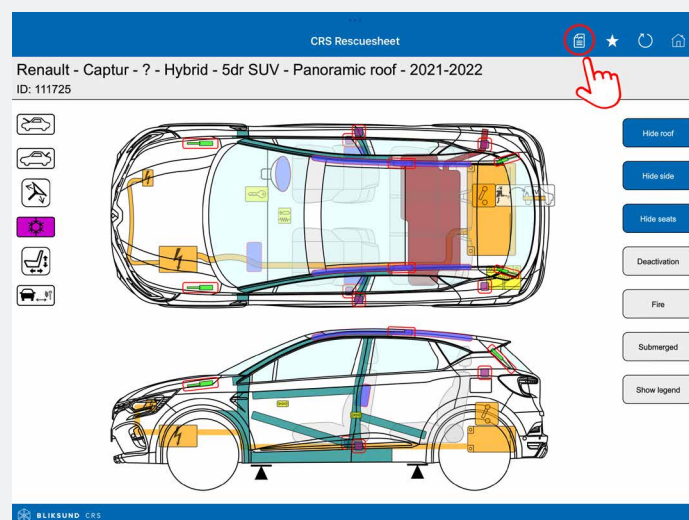 CRS Rescuesheet
Renault - Captur - ? - Hybrid - 5dr SUV - Panoramic roof - 2021-2022
ID: 111725
Hide roof
Hide side
Hide seats
Deactivation
Fire
Submerged
Show legend
BLIKSUND CRS